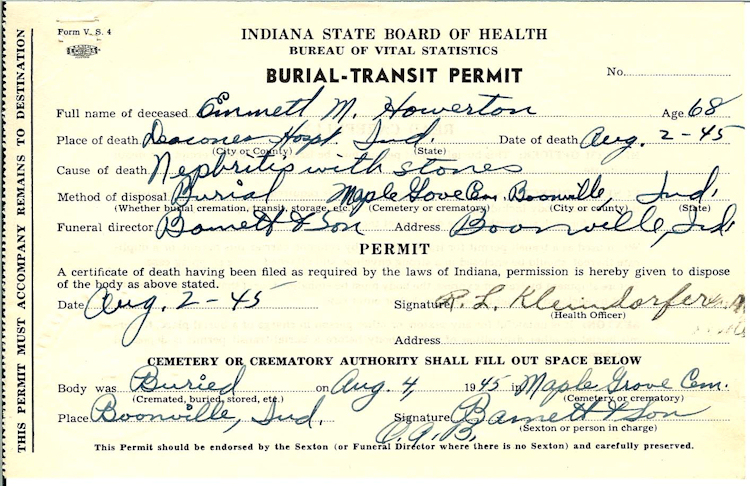 Form V. S. 4
INDIANA STATE BOARD OF HEALTH
BUREAU OF VITAL STATISTICS
BURIAL-TRANSIT PERMIT
No.
Full name of deceased Emmett M. Howerton Age 68
Place of death Deacones Hospt. Ind. Date of death Aug. 2-45
(City or County) (State)
Cause of death Nephritis with stones
Method of disposal Burial Maple Grove Cem. Boonville, Ind.
(Whether burial, cremation, transit, storage, etc.) (Cemetery or crematory) (City or county) (State)
Funeral director Barnett & Son Address Boonville, Ind.
PERMIT
A certificate of death having been filed as required by the laws of Indiana, permission is hereby given to dispose
of the body as above stated.
Date Aug. 2-45 Signature R. L. Kleindorfer
(Health Officer)
Address
CEMETERY OR CREMATORY AUTHORITY SHALL FILL OUT SPACE BELOW
Body was Buried on Aug 4, 1945 in Maple Grove Cem.
(Cremated, buried, stored, etc.) (Cemetery or crematory)
Place Boonville, Ind. Signature Barnett & Son
(Sexton or person in charge)
O.A.B.
This Permit should be endorsed by the Sexton (or Funeral Director where there is no Sexton) and carefully preserved.
THIS PERMIT MUST ACCOMPANY REMAINS TO DESTINATION